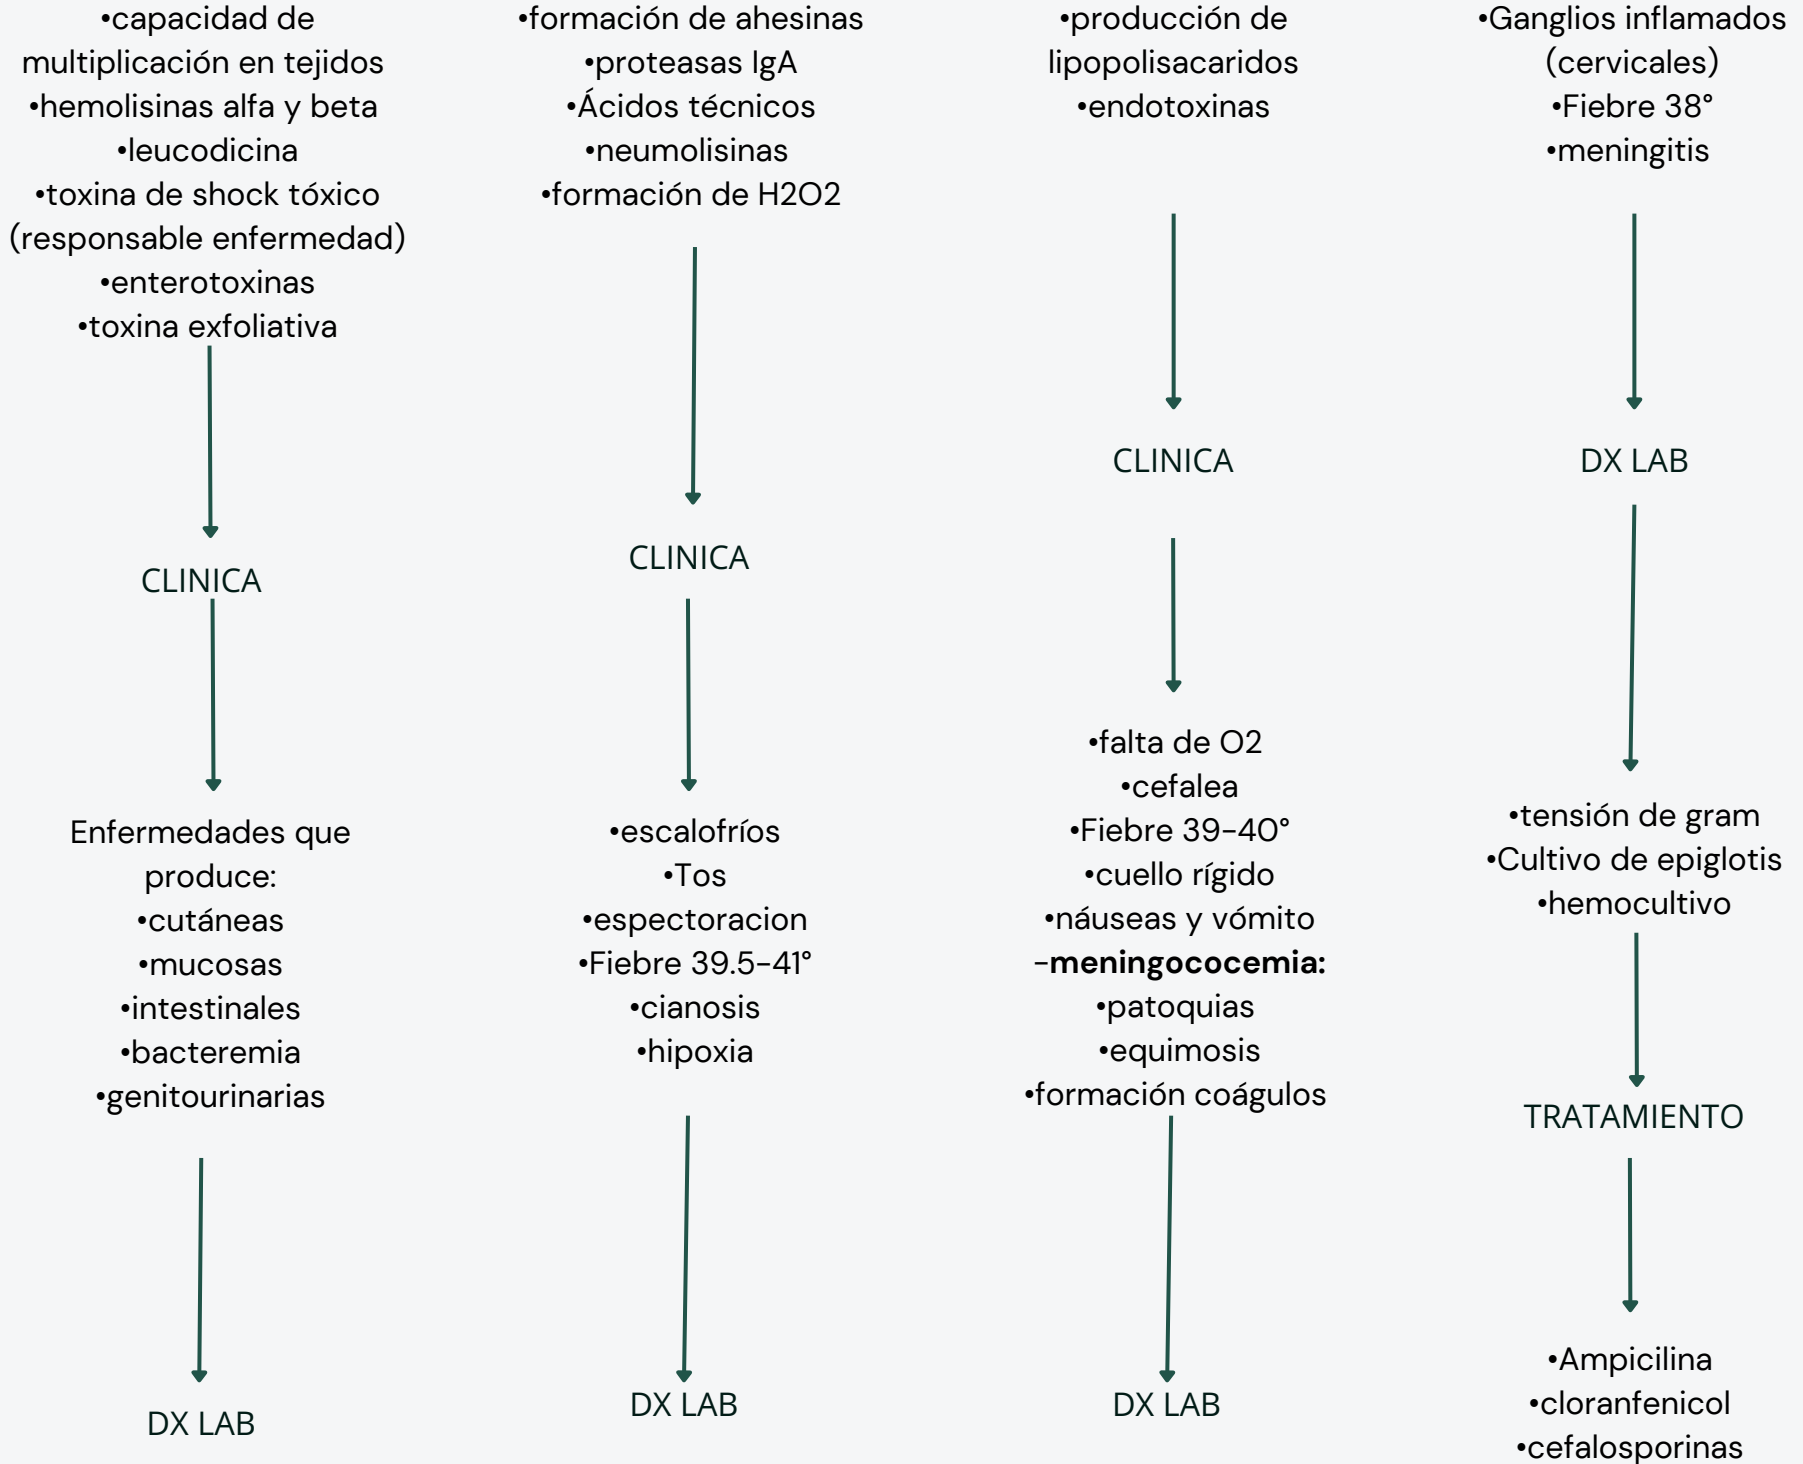 •capacidad de
multiplicación en tejidos
•hemolisinas alfa y beta
•leucodicina
•toxina de shock tóxico
(responsable enfermedad)
•enterotoxinas
•toxina exfoliativa
CLINICA
Enfermedades que
produce:
•cutáneas
•mucosas
•intestinales
•bacteremia
•genitourinarias
DX LAB
•formación de ahesinas
•proteasas IgA
•Ácidos técnicos
•neumolisinas
•formación de H2O2
CLINICA
•escalofríos
•Tos
•espectoracion
•Fiebre 39.5-41°
•cianosis
•hipoxia
DX LAB
•producción de
lipopolisacaridos
•endotoxinas
CLINICA
•falta de O2
•cefalea
•Fiebre 39-40°
•cuello rígido
•náuseas y vómito
-meningococemia:
•patoquias
•equimosis
•formación coágulos
DX LAB
•Ganglios inflamados
(cervicales)
•Fiebre 38°
•meningitis
DX LAB
•tensión de gram
•Cultivo de epiglotis
•hemocultivo
TRATAMIENTO
•Ampicilina
•cloranfenicol
•cefalosporinas